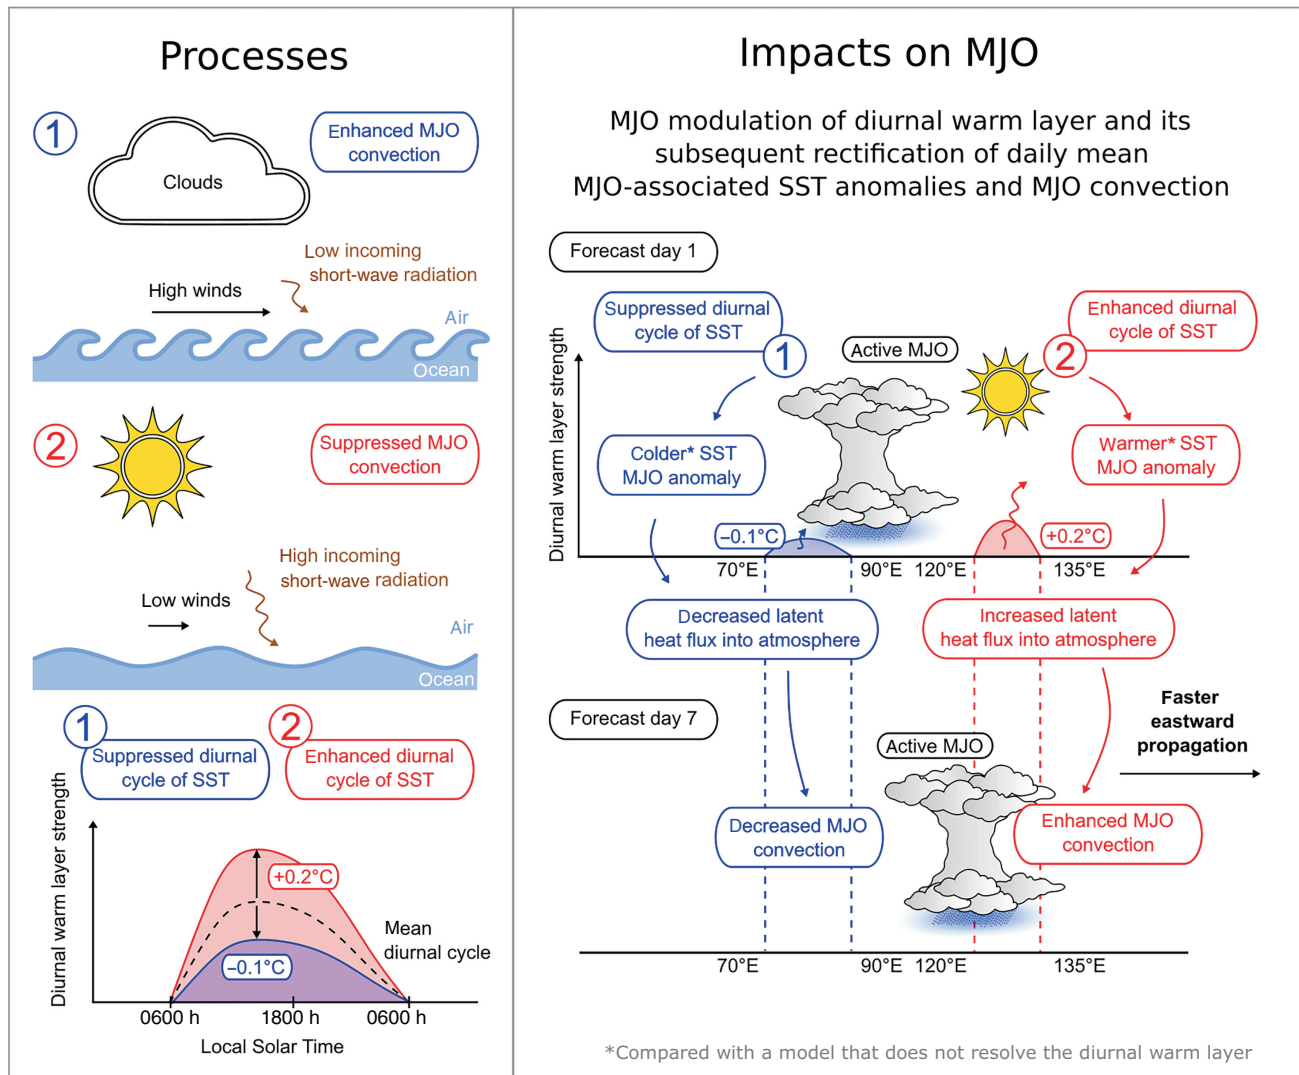 Processes
1
Clouds
Enhanced MJO
convection
Low incoming
short-wave radiation
High winds
Air
Ocean
2
Suppressed MJO
convection
High incoming
short-wave radiation
Low winds
Air
Ocean
1
Suppressed diurnal
cycle of SST
2
Enhanced diurnal
cycle of SST
Diurnal warm layer strength
+0.2°C
Mean
diurnal cycle
−0.1°C
0600 h
1800 h
0600 h
Local Solar Time
Impacts on MJO
MJO modulation of diurnal warm layer and its
subsequent rectification of daily mean
MJO-associated SST anomalies and MJO convection
Forecast day 1
Suppressed diurnal
cycle of SST
1
Active MJO
2
Enhanced diurnal
cycle of SST
Diurnal warm layer strength
Colder* SST
MJO anomaly
Warmer* SST
MJO anomaly
−0.1°C
+0.2°C
70°E
90°E
120°E
135°E
Decreased latent
heat flux into atmosphere
Increased latent
heat flux into atmosphere
Forecast day 7
Active MJO
Faster
eastward
propagation
Decreased MJO
convection
Enhanced MJO
convection
70°E
90°E
120°E
135°E
*Compared with a model that does not resolve the diurnal warm layer